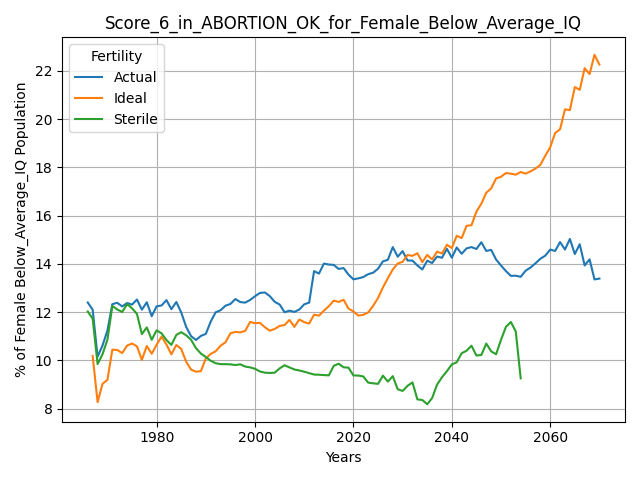 Score_6_in_ABORTION_OK_for_Female_Below_Average_IQ
Fertility
Actual
Ideal
Sterile
% of Female Below_Average_IQ Population
22
20
18
16
14
12
10
8
1980
2000
2020
2040
2060
Years